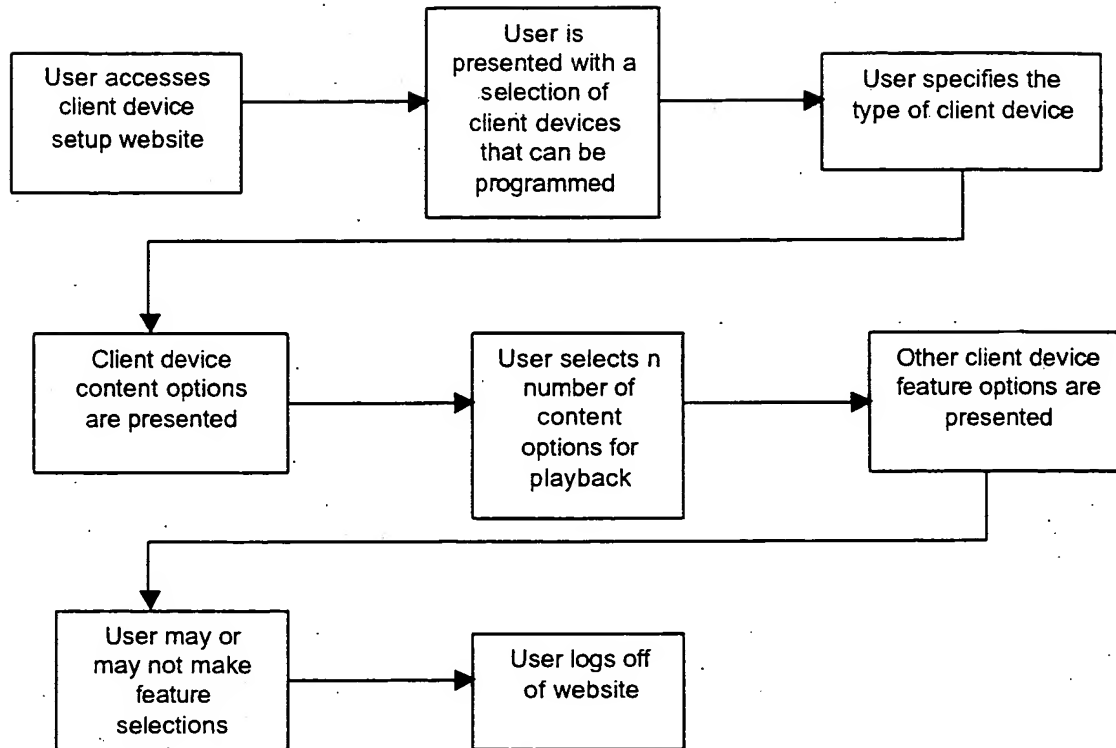 User accesses
client device
setup website
User is
presented with a
selection of
client devices
that can be
programmed
User specifies the
type of client device
Client device
content options
are presented
User selects n
number of
content
options for
playback
Other client device
feature options are
presented
User may or
may not make
feature
selections
User logs off
of website